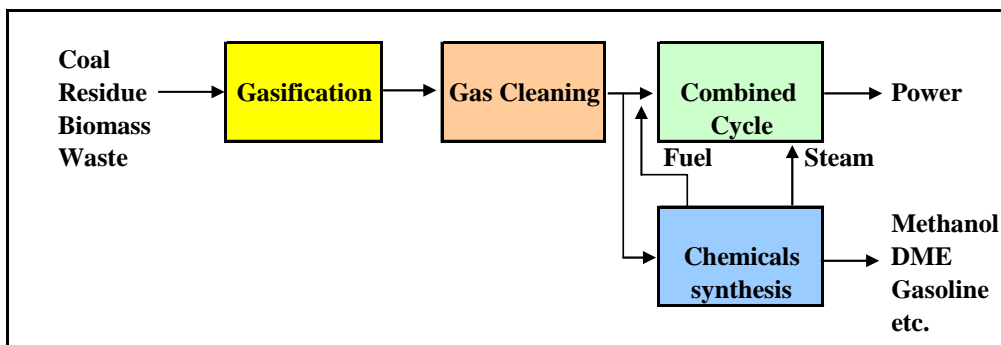 Coal
Residue
Biomass
Waste
Gasification
Gas Cleaning
Combined
Cycle
Power
Fuel
Steam
Chemicals
synthesis
Methanol
DME
Gasoline
etc.